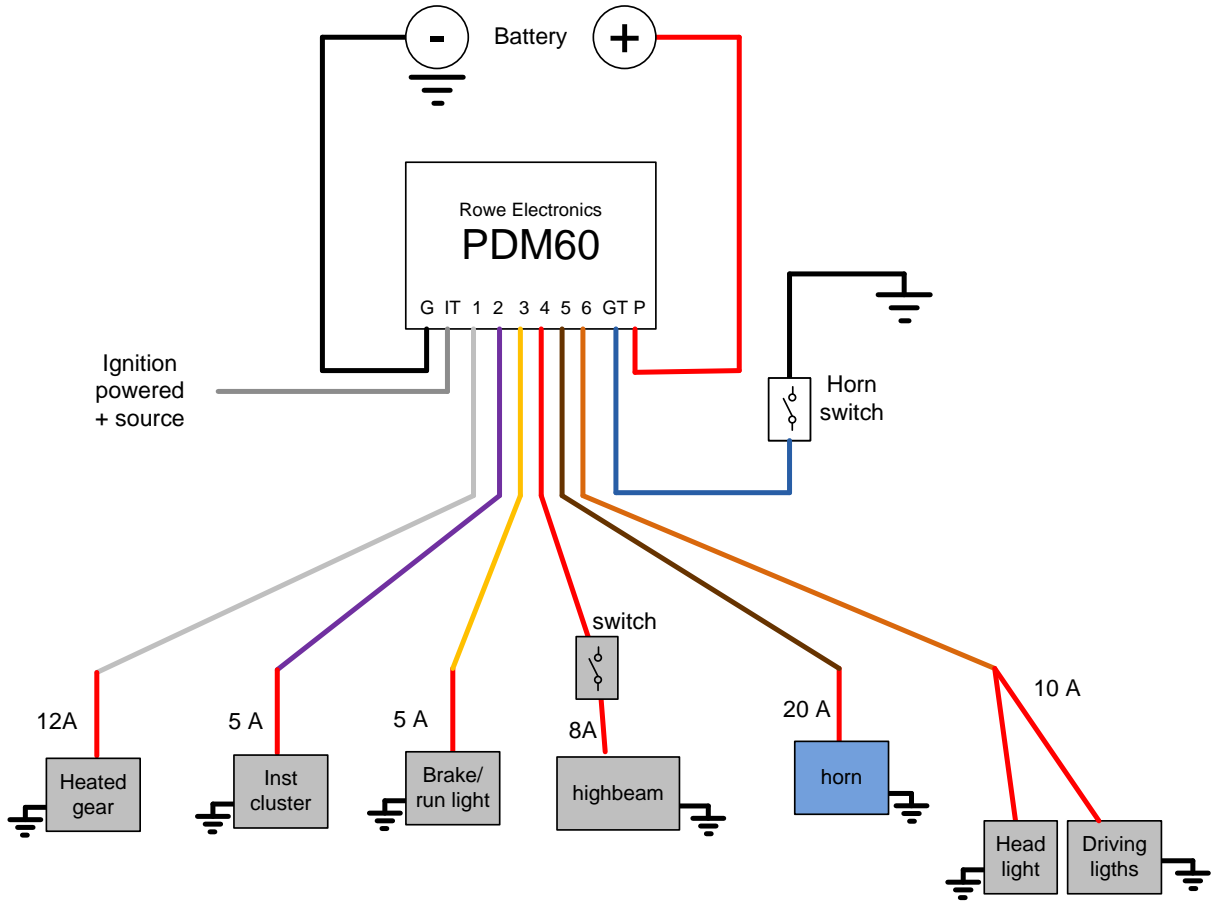 - Battery +
Rowe Electronics
PDM60
G IT 1 2 3 4 5 6 GT P
Ignition
powered
+ source
Horn
switch
switch
12A
5 A
5 A
8A
20 A
10 A
Heated
gear
Inst
cluster
Brake/
run light
highbeam
horn
Head
light
Driving
ligths